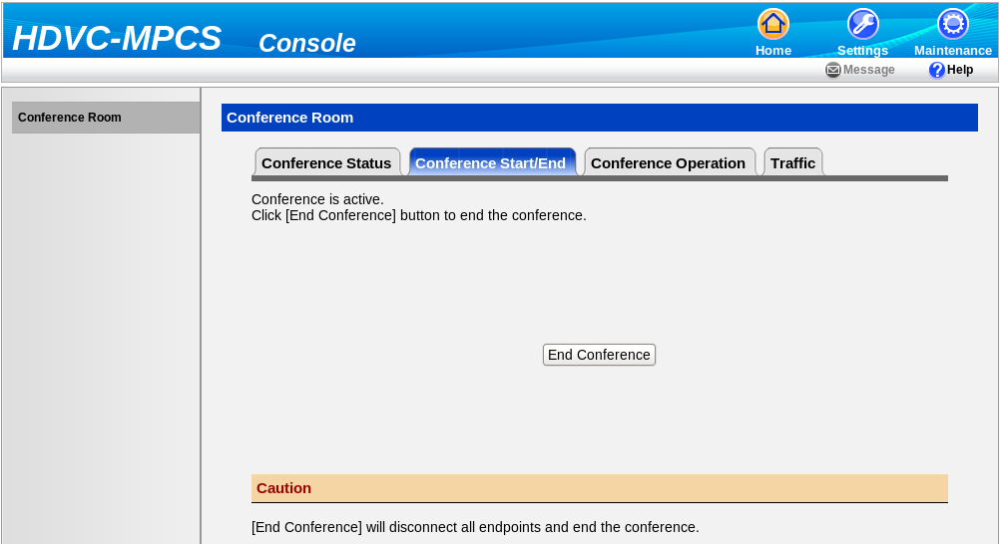 HDVC-MPCS Console
Home Settings Maintenance
Message Help
Conference Room
Conference Room
Conference Status Conference Start/End Conference Operation Traffic
Conference is active.
Click [End Conference] button to end the conference.
End Conference
Caution
[End Conference] will disconnect all endpoints and end the conference.